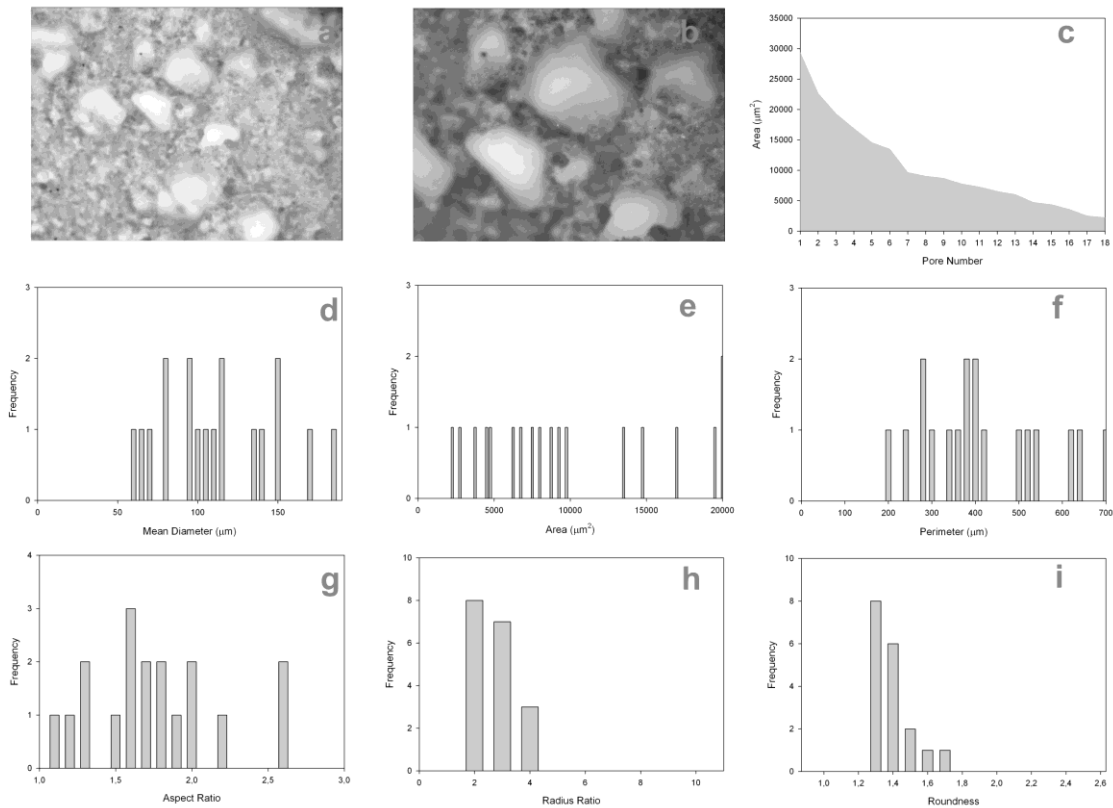 a
b
c
35000
30000
25000
20000
15000
10000
5000
0
Area (μm²)
1 2 3 4 5 6 7 8 9 10 11 12 13 14 15 16 17 18
Pore Number
d
3
2
1
0
Frequency
0 50 100 150
Mean Diameter (μm)
e
3
2
1
0
Frequency
0 5000 10000 15000 20000
Area (μm²)
f
3
2
1
0
Frequency
0 100 200 300 400 500 600 700
Perimeter (μm)
g
4
3
2
1
0
Frequency
1,0 1,5 2,0 2,5 3,0
Aspect Ratio
h
10
8
6
4
2
0
Frequency
0 2 4 6 8 10
Radius Ratio
i
10
8
6
4
2
0
Frequency
1,0 1,2 1,4 1,6 1,8 2,0 2,2 2,4 2,6
Roundness